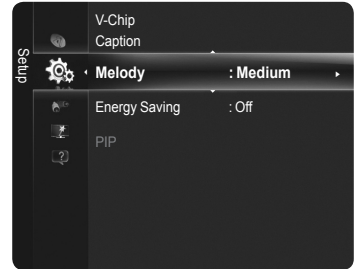 Setup
V-Chip
Caption
Melody : Medium
Energy Saving : Off
PIP